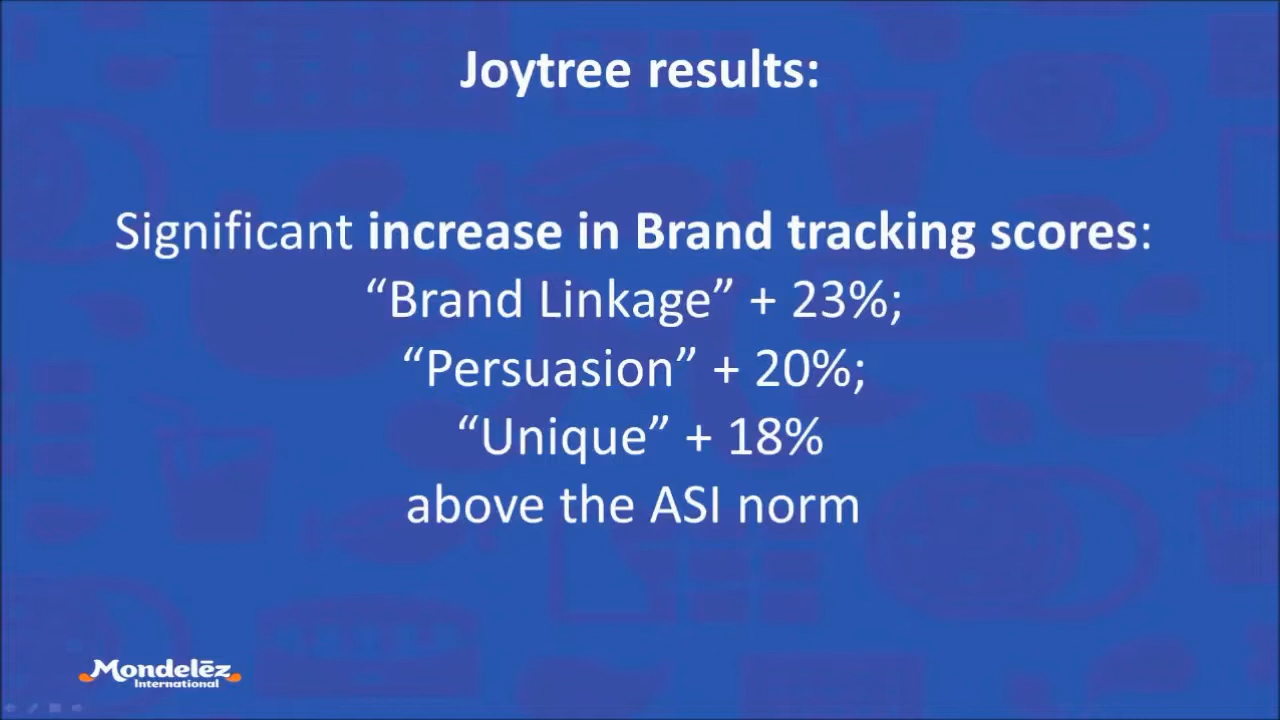 Joytree results:
Significant increase in Brand tracking scores:
“Brand Linkage” + 23%;
“Persuasion” + 20%;
“Unique” + 18%
above the ASI norm
Mondelēz
International